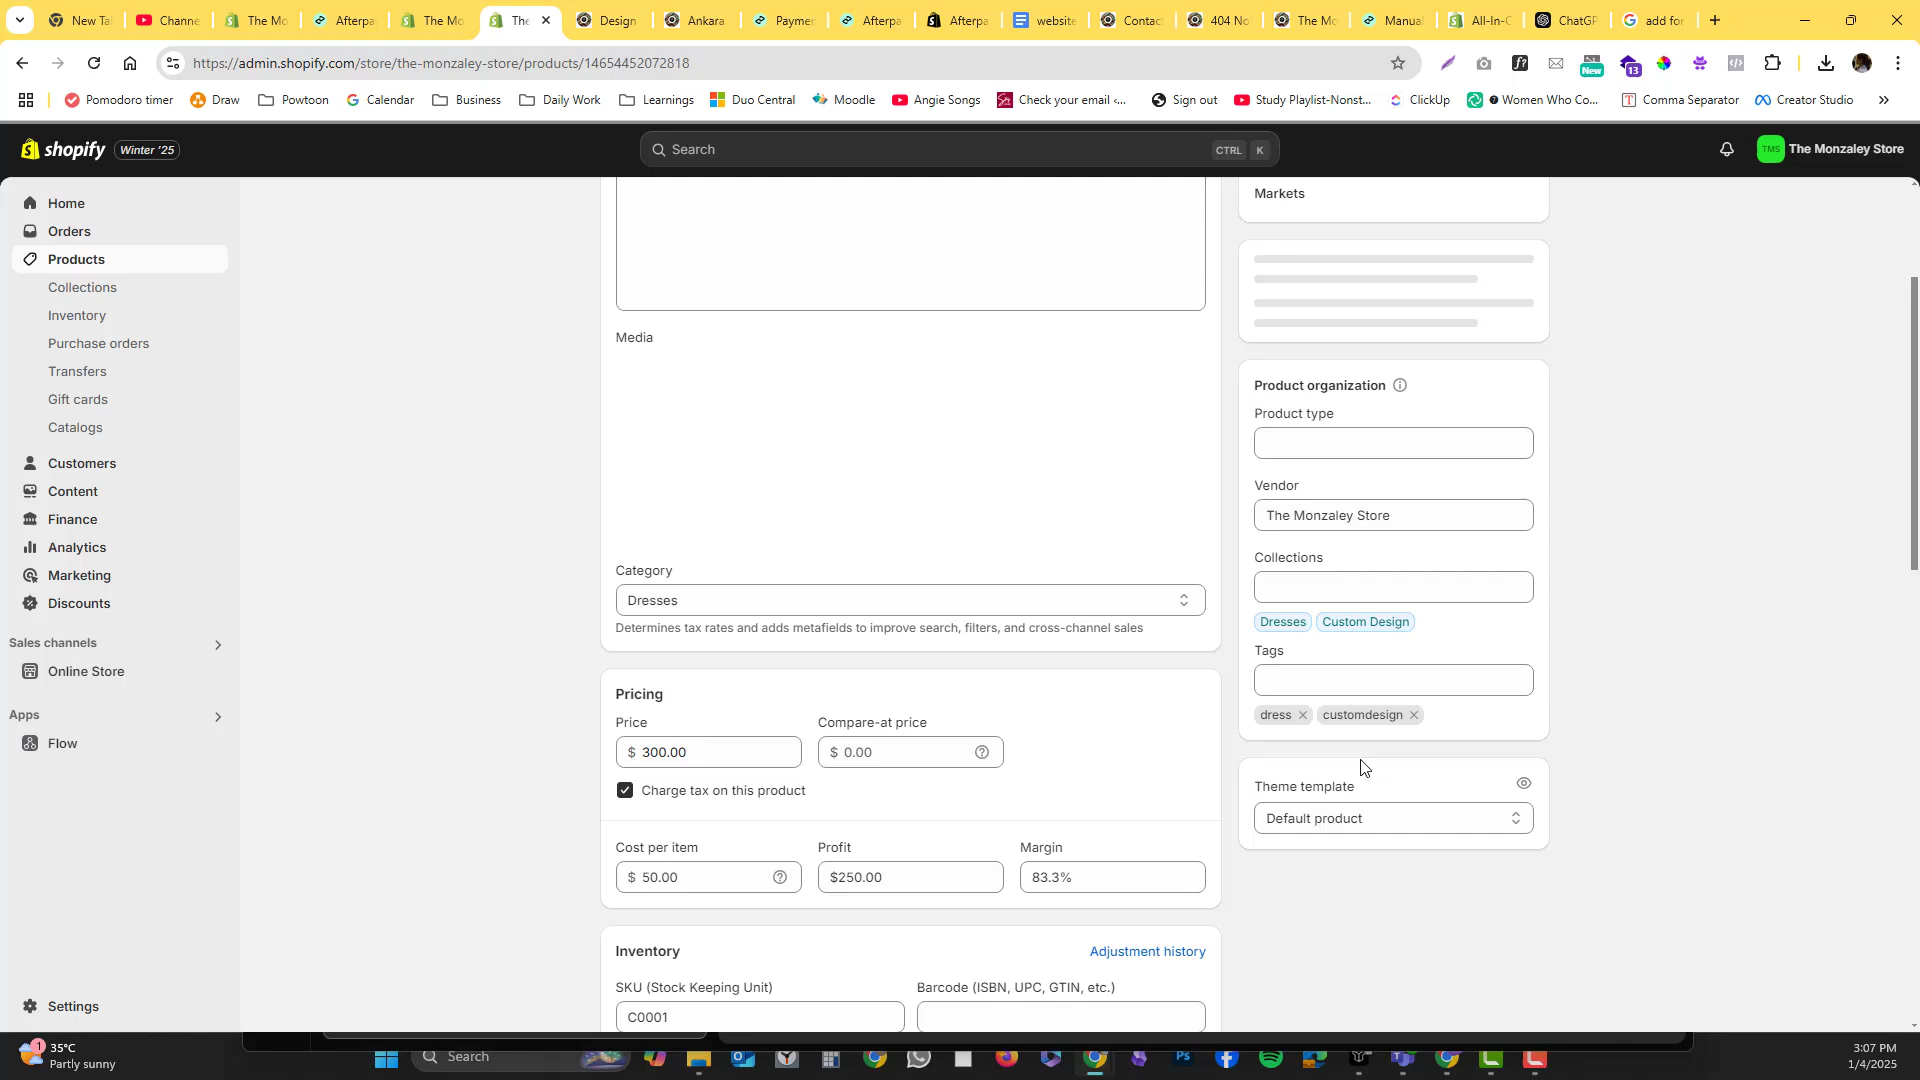 New Ta
Channe
The Mo
Afterpa
The Mo
The
Design
Ankara
Paymer
Afterpa
Afterpa
website
Contac
404 No
The Mo
Manual
All-In-C
ChatGP
add for
https://admin.shopify.com/store/the-monzaley-store/products/14654452072818
New
13
Pomodoro timer
Draw
Powtoon
Calendar
Business
Daily Work
Learnings
Duo Central
Moodle
Angie Songs
Check your email <...
Sign out
Study Playlist-Nonst...
ClickUp
Women Who Co...
Comma Separator
Creator Studio
shopify
Winter '25
Search
CTRL
K
TMS
The Monzaley Store
Home
Orders
Products
Collections
Inventory
Purchase orders
Transfers
Gift cards
Catalogs
Customers
Content
Finance
Analytics
Marketing
Discounts
Sales channels
Online Store
Apps
Flow
Settings
Media
Category
Dresses
Determines tax rates and adds metafields to improve search, filters, and cross-channel sales
Pricing
Price
Compare-at price
$ 300.00
$ 0.00
Charge tax on this product
Cost per item
Profit
Margin
$ 50.00
$250.00
83.3%
Inventory
Adjustment history
SKU (Stock Keeping Unit)
Barcode (ISBN, UPC, GTIN, etc.)
C0001
Markets
Product organization
Product type
Vendor
The Monzaley Store
Collections
Dresses
Custom Design
Tags
dress
customdesign
Theme template
Default product
1
35°C
Partly sunny
Search
Ps
3:07 PM
1/4/2025